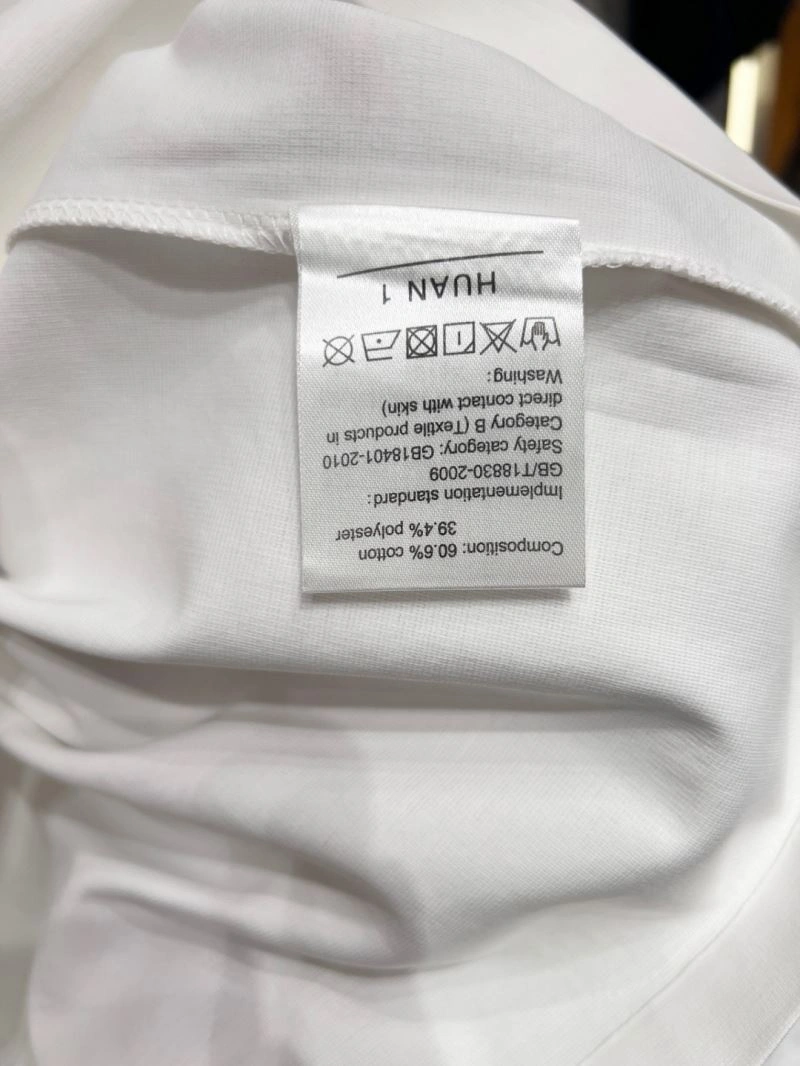 Composition: 60.6% cotton
39.4% polyester
Implementation standard:
GB/T18830-2009
Safety category: GB18401-2010
Category B (Textile products in
direct contact with skin)
Washing:
HUAN 1